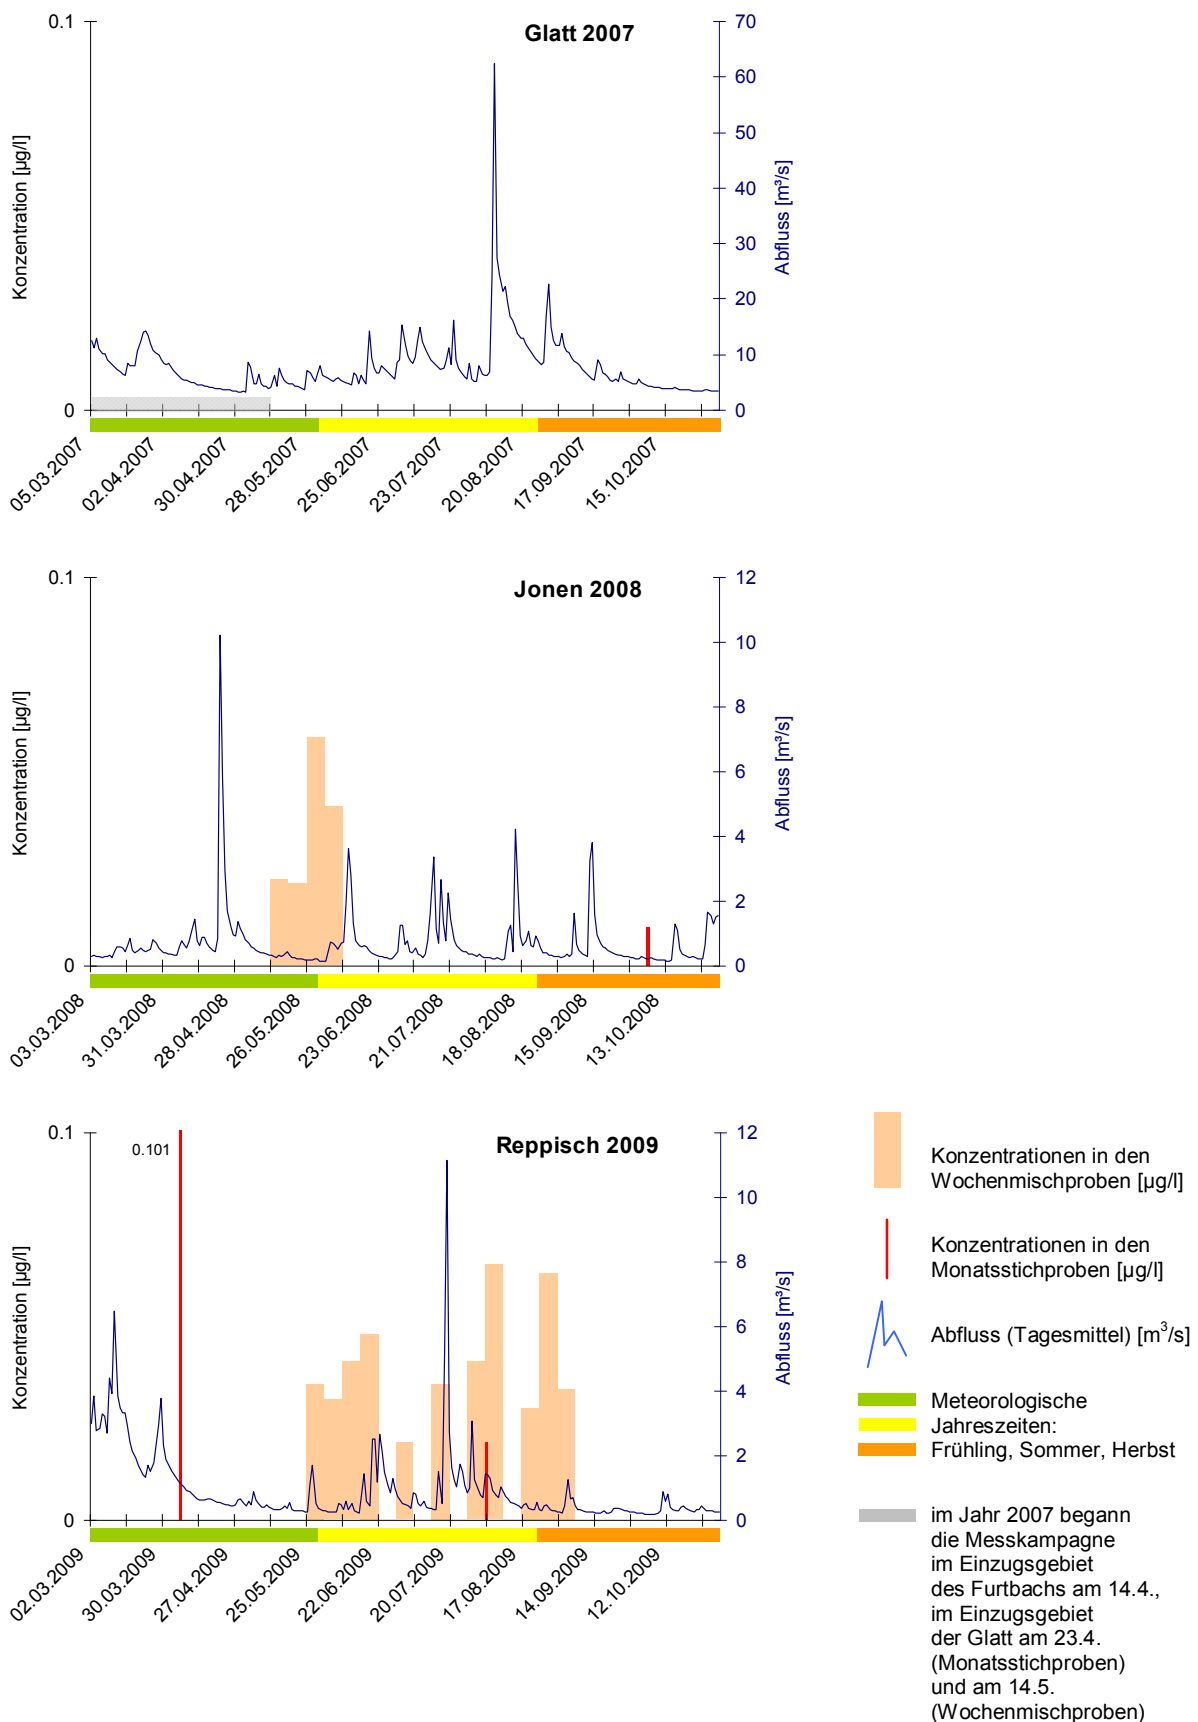 Glatt 2007
Konzentration [µg/l]
0.1
0
Abfluss [m³/s]
70
60
50
40
30
20
10
0
05.03.2007
02.04.2007
30.04.2007
28.05.2007
25.06.2007
23.07.2007
20.08.2007
17.09.2007
15.10.2007
Jonen 2008
Konzentration [µg/l]
0.1
0
Abfluss [m³/s]
12
10
8
6
4
2
0
03.03.2008
31.03.2008
28.04.2008
26.05.2008
23.06.2008
21.07.2008
18.08.2008
15.09.2008
13.10.2008
Reppisch 2009
Konzentration [µg/l]
0.1
0
0.101
Abfluss [m³/s]
12
10
8
6
4
2
0
02.03.2009
30.03.2009
27.04.2009
25.05.2009
22.06.2009
20.07.2009
17.08.2009
14.09.2009
12.10.2009
Konzentrationen in den
Wochenmischproben [µg/l]
Konzentrationen in den
Monatsstichproben [µg/l]
Abfluss (Tagesmittel) [m³/s]
Meteorologische
Jahreszeiten:
Frühling, Sommer, Herbst
im Jahr 2007 begann
die Messkampagne
im Einzugsgebiet
des Furtbachs am 14.4.,
im Einzugsgebiet
der Glatt am 23.4.
(Monatsstichproben)
und am 14.5.
(Wochenmischproben)